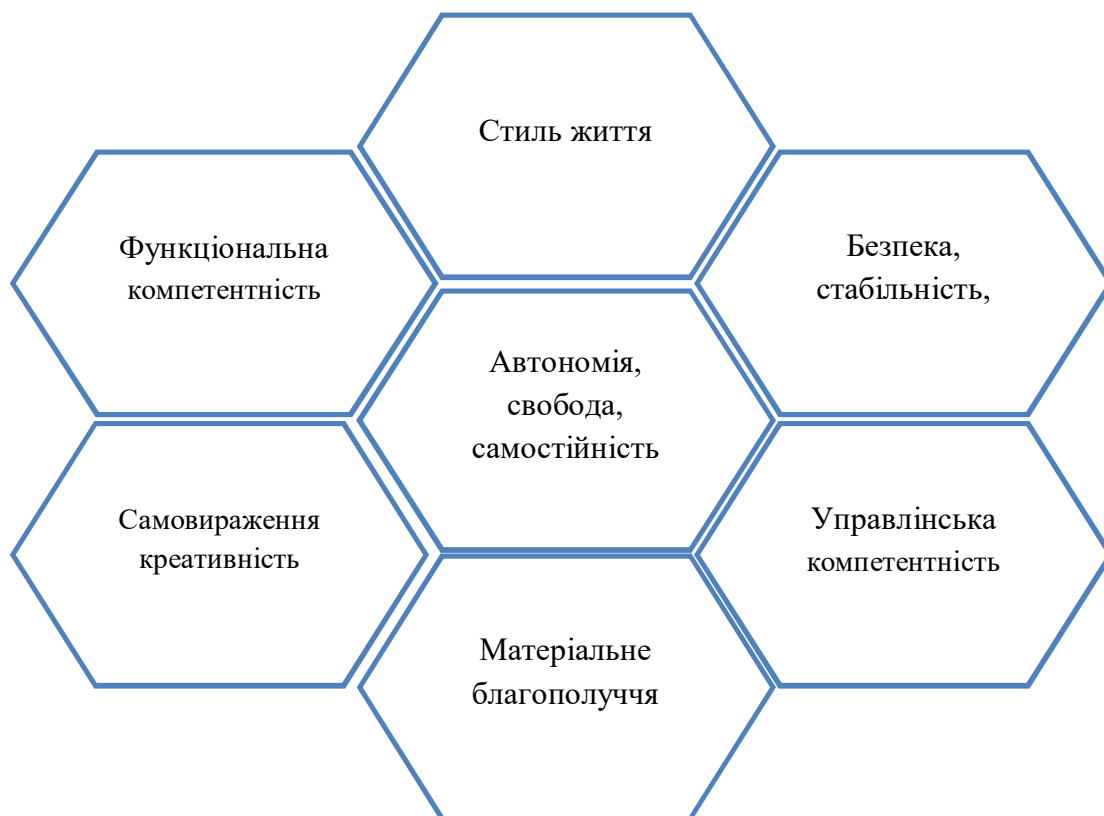 Стиль життя
Функціональна
компетентність
Безпека,
стабільність,
Автономія,
свобода,
самостійність
Самовираження
креативність
Управлінська
компетентність
Матеріальне
благополуччя